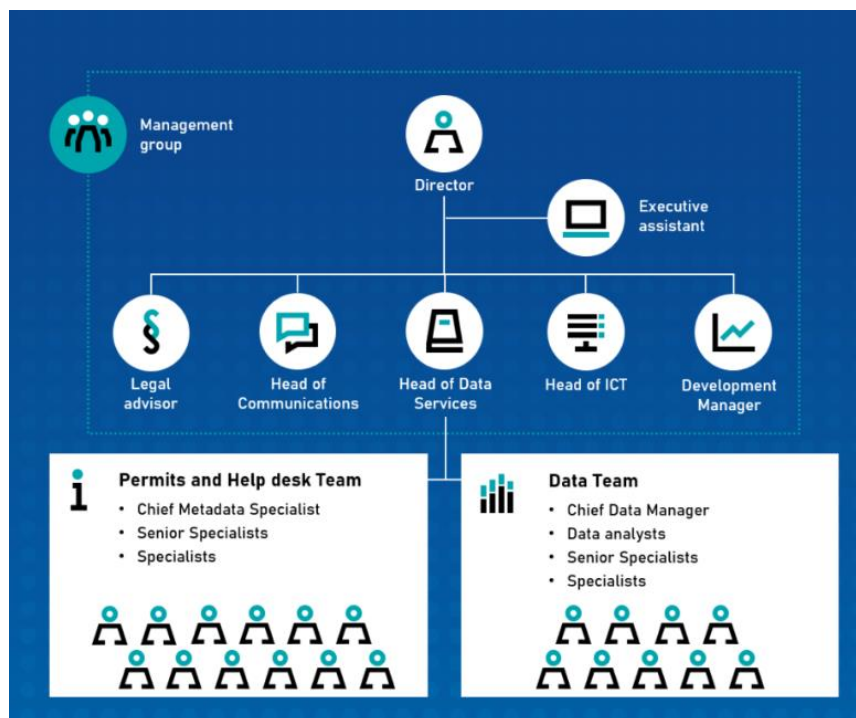 Management
group
Director
Executive
assistant
Legal
advisor
Head of
Communications
Head of Data
Services
Head of ICT
Development
Manager
Permits and Help desk Team
• Chief Metadata Specialist
• Senior Specialists
• Specialists
Data Team
• Chief Data Manager
• Data analysts
• Senior Specialists
• Specialists